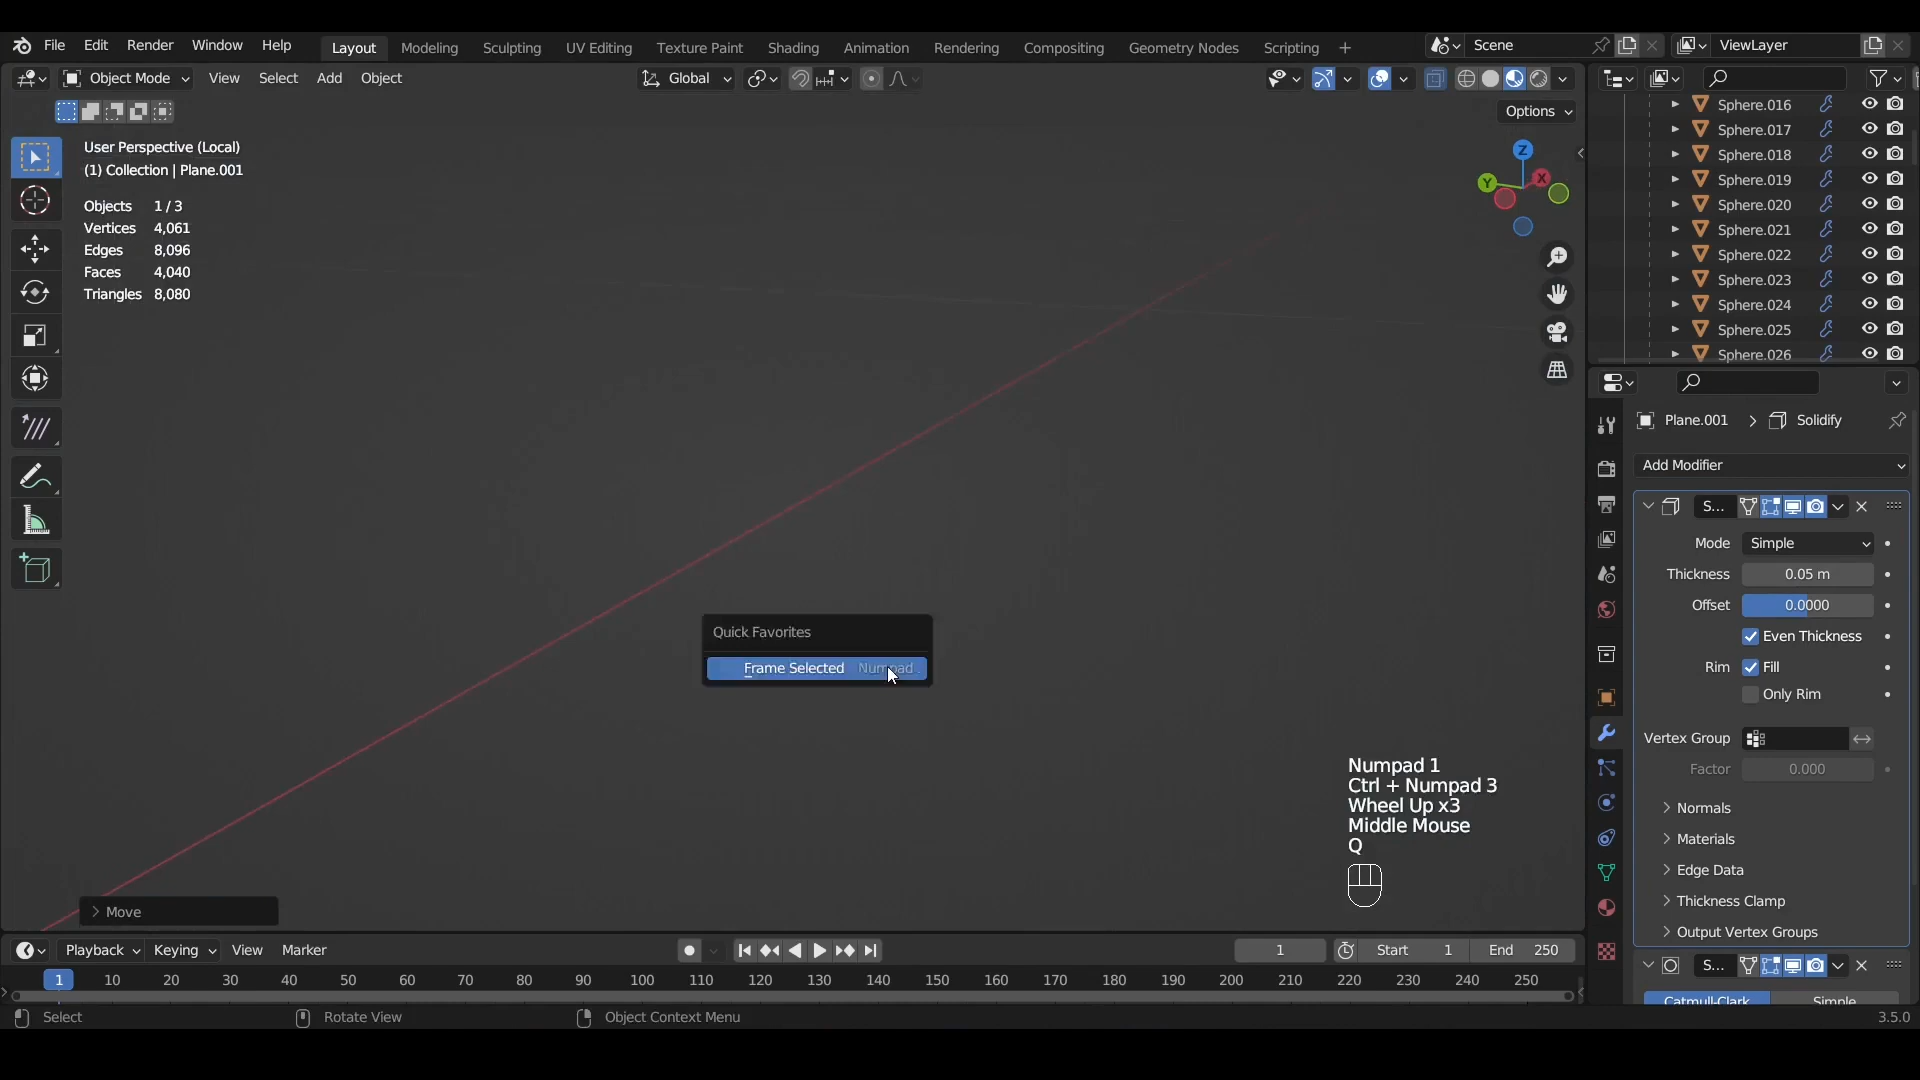 File Edit Render Window Help Layout Modeling Sculpting UV Editing Texture Paint Shading Animation Rendering Compositing Geometry Nodes Scripting + Scene ViewLayer
Object Mode View Select Add Object Global
Options
User Perspective (Local)
(1) Collection | Plane.001
Objects 1 / 3
Vertices 4,061
Edges 8,096
Faces 4,040
Triangles 8,080
Z
Y
X
Sphere.016
Sphere.017
Sphere.018
Sphere.019
Sphere.020
Sphere.021
Sphere.022
Sphere.023
Sphere.024
Sphere.025
Sphere.026
Plane.001 > Solidify
Add Modifier
S...
Mode Simple
Thickness 0.05 m
Offset 0.0000
Even Thickness
Rim Fill
Only Rim
Vertex Group
Factor 0.000
Normals
Materials
Edge Data
Thickness Clamp
Output Vertex Groups
S...
Catmull-Clark Simple
Quick Favorites
Frame Selected Numpad .
Numpad 1
Ctrl + Numpad 3
Wheel Up x3
Middle Mouse
Q
> Move
Playback Keying View Marker 1 Start 1 End 250
1 10 20 30 40 50 60 70 80 90 100 110 120 130 140 150 160 170 180 190 200 210 220 230 240 250
Select Rotate View Object Context Menu 3.5.0